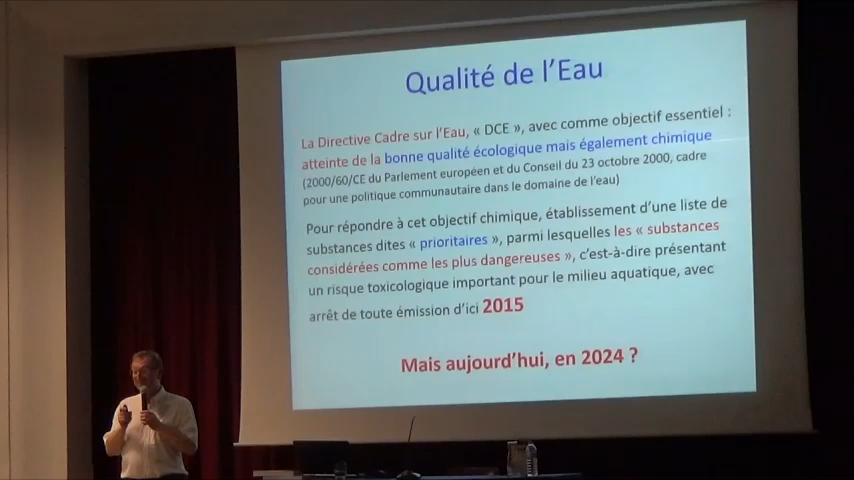 Qualité de l'Eau
La Directive Cadre sur l'Eau, « DCE », avec comme objectif essentiel :
atteinte de la bonne qualité écologique mais également chimique
(2000/60/CE du Parlement européen et du Conseil du 23 octobre 2000, cadre
pour une politique communautaire dans le domaine de l'eau)
Pour répondre à cet objectif chimique, établissement d'une liste de
substances dites « prioritaires », parmi lesquelles les « substances
considérées comme les plus dangereuses », c'est-à-dire présentant
un risque toxicologique important pour le milieu aquatique, avec
arrêt de toute émission d'ici 2015
Mais aujourd'hui, en 2024 ?